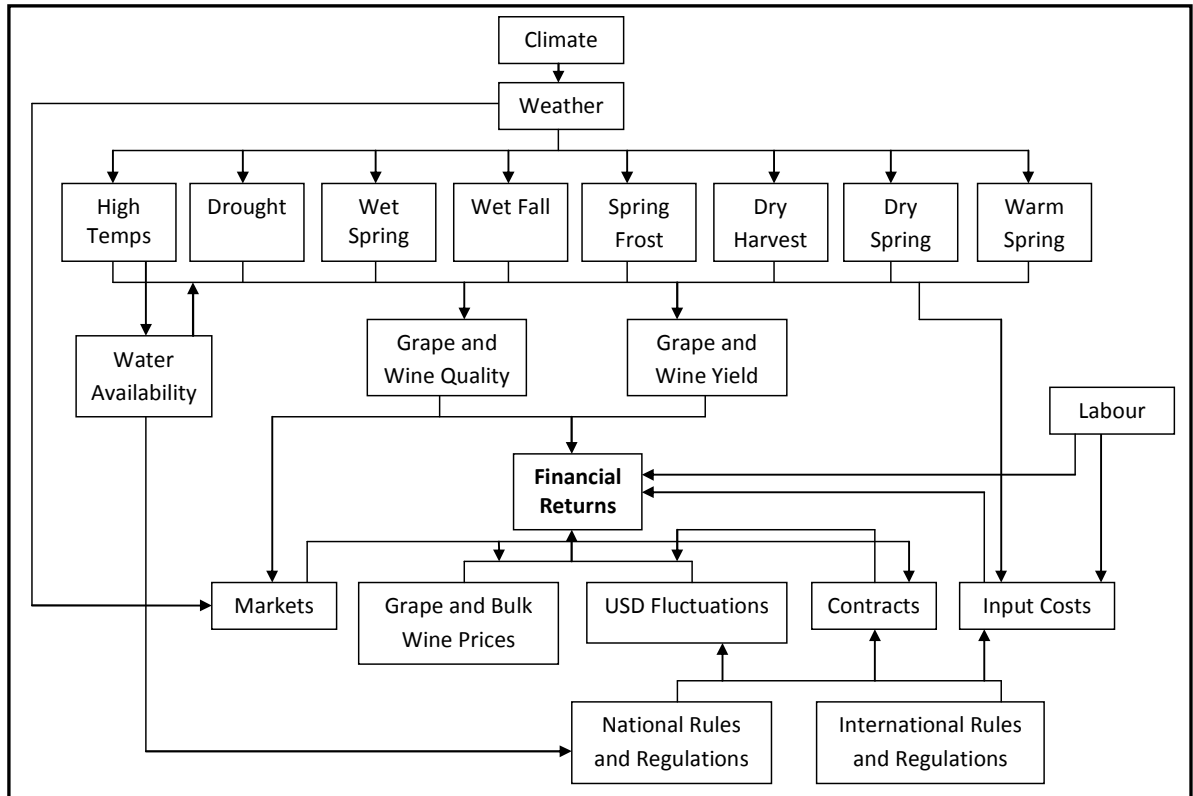 Climate
Weather
High
Temps
Drought
Wet
Spring
Wet Fall
Spring
Frost
Dry
Harvest
Dry
Spring
Warm
Spring
Water
Availability
Grape and
Wine Quality
Grape and
Wine Yield
Labour
Financial
Returns
Markets
Grape and Bulk
Wine Prices
USD Fluctuations
Contracts
Input Costs
National Rules
and Regulations
International Rules
and Regulations